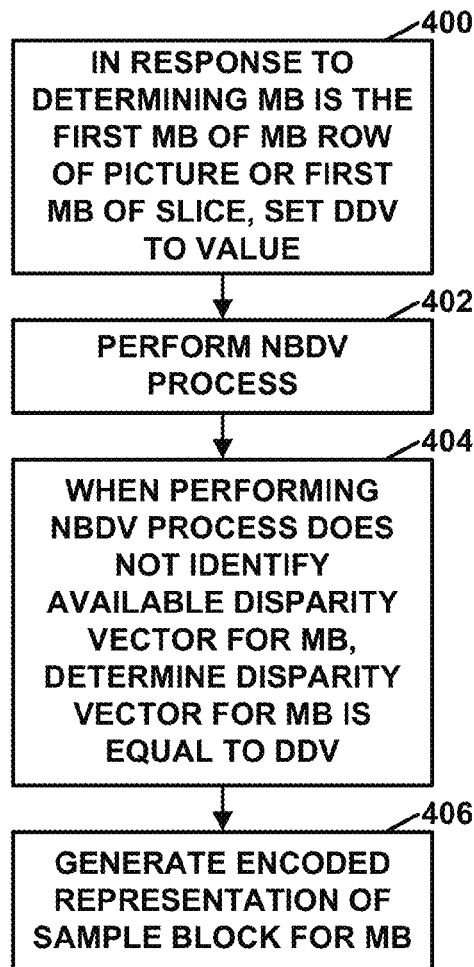 400
IN RESPONSE TO
DETERMINING MB IS THE
FIRST MB OF MB ROW
OF PICTURE OR FIRST
MB OF SLICE, SET DDV
TO VALUE
402
PERFORM NBDV
PROCESS
404
WHEN PERFORMING
NBDV PROCESS DOES
NOT IDENTIFY
AVAILABLE DISPARITY
VECTOR FOR MB,
DETERMINE DISPARITY
VECTOR FOR MB IS
EQUAL TO DDV
406
GENERATE ENCODED
REPRESENTATION OF
SAMPLE BLOCK FOR MB